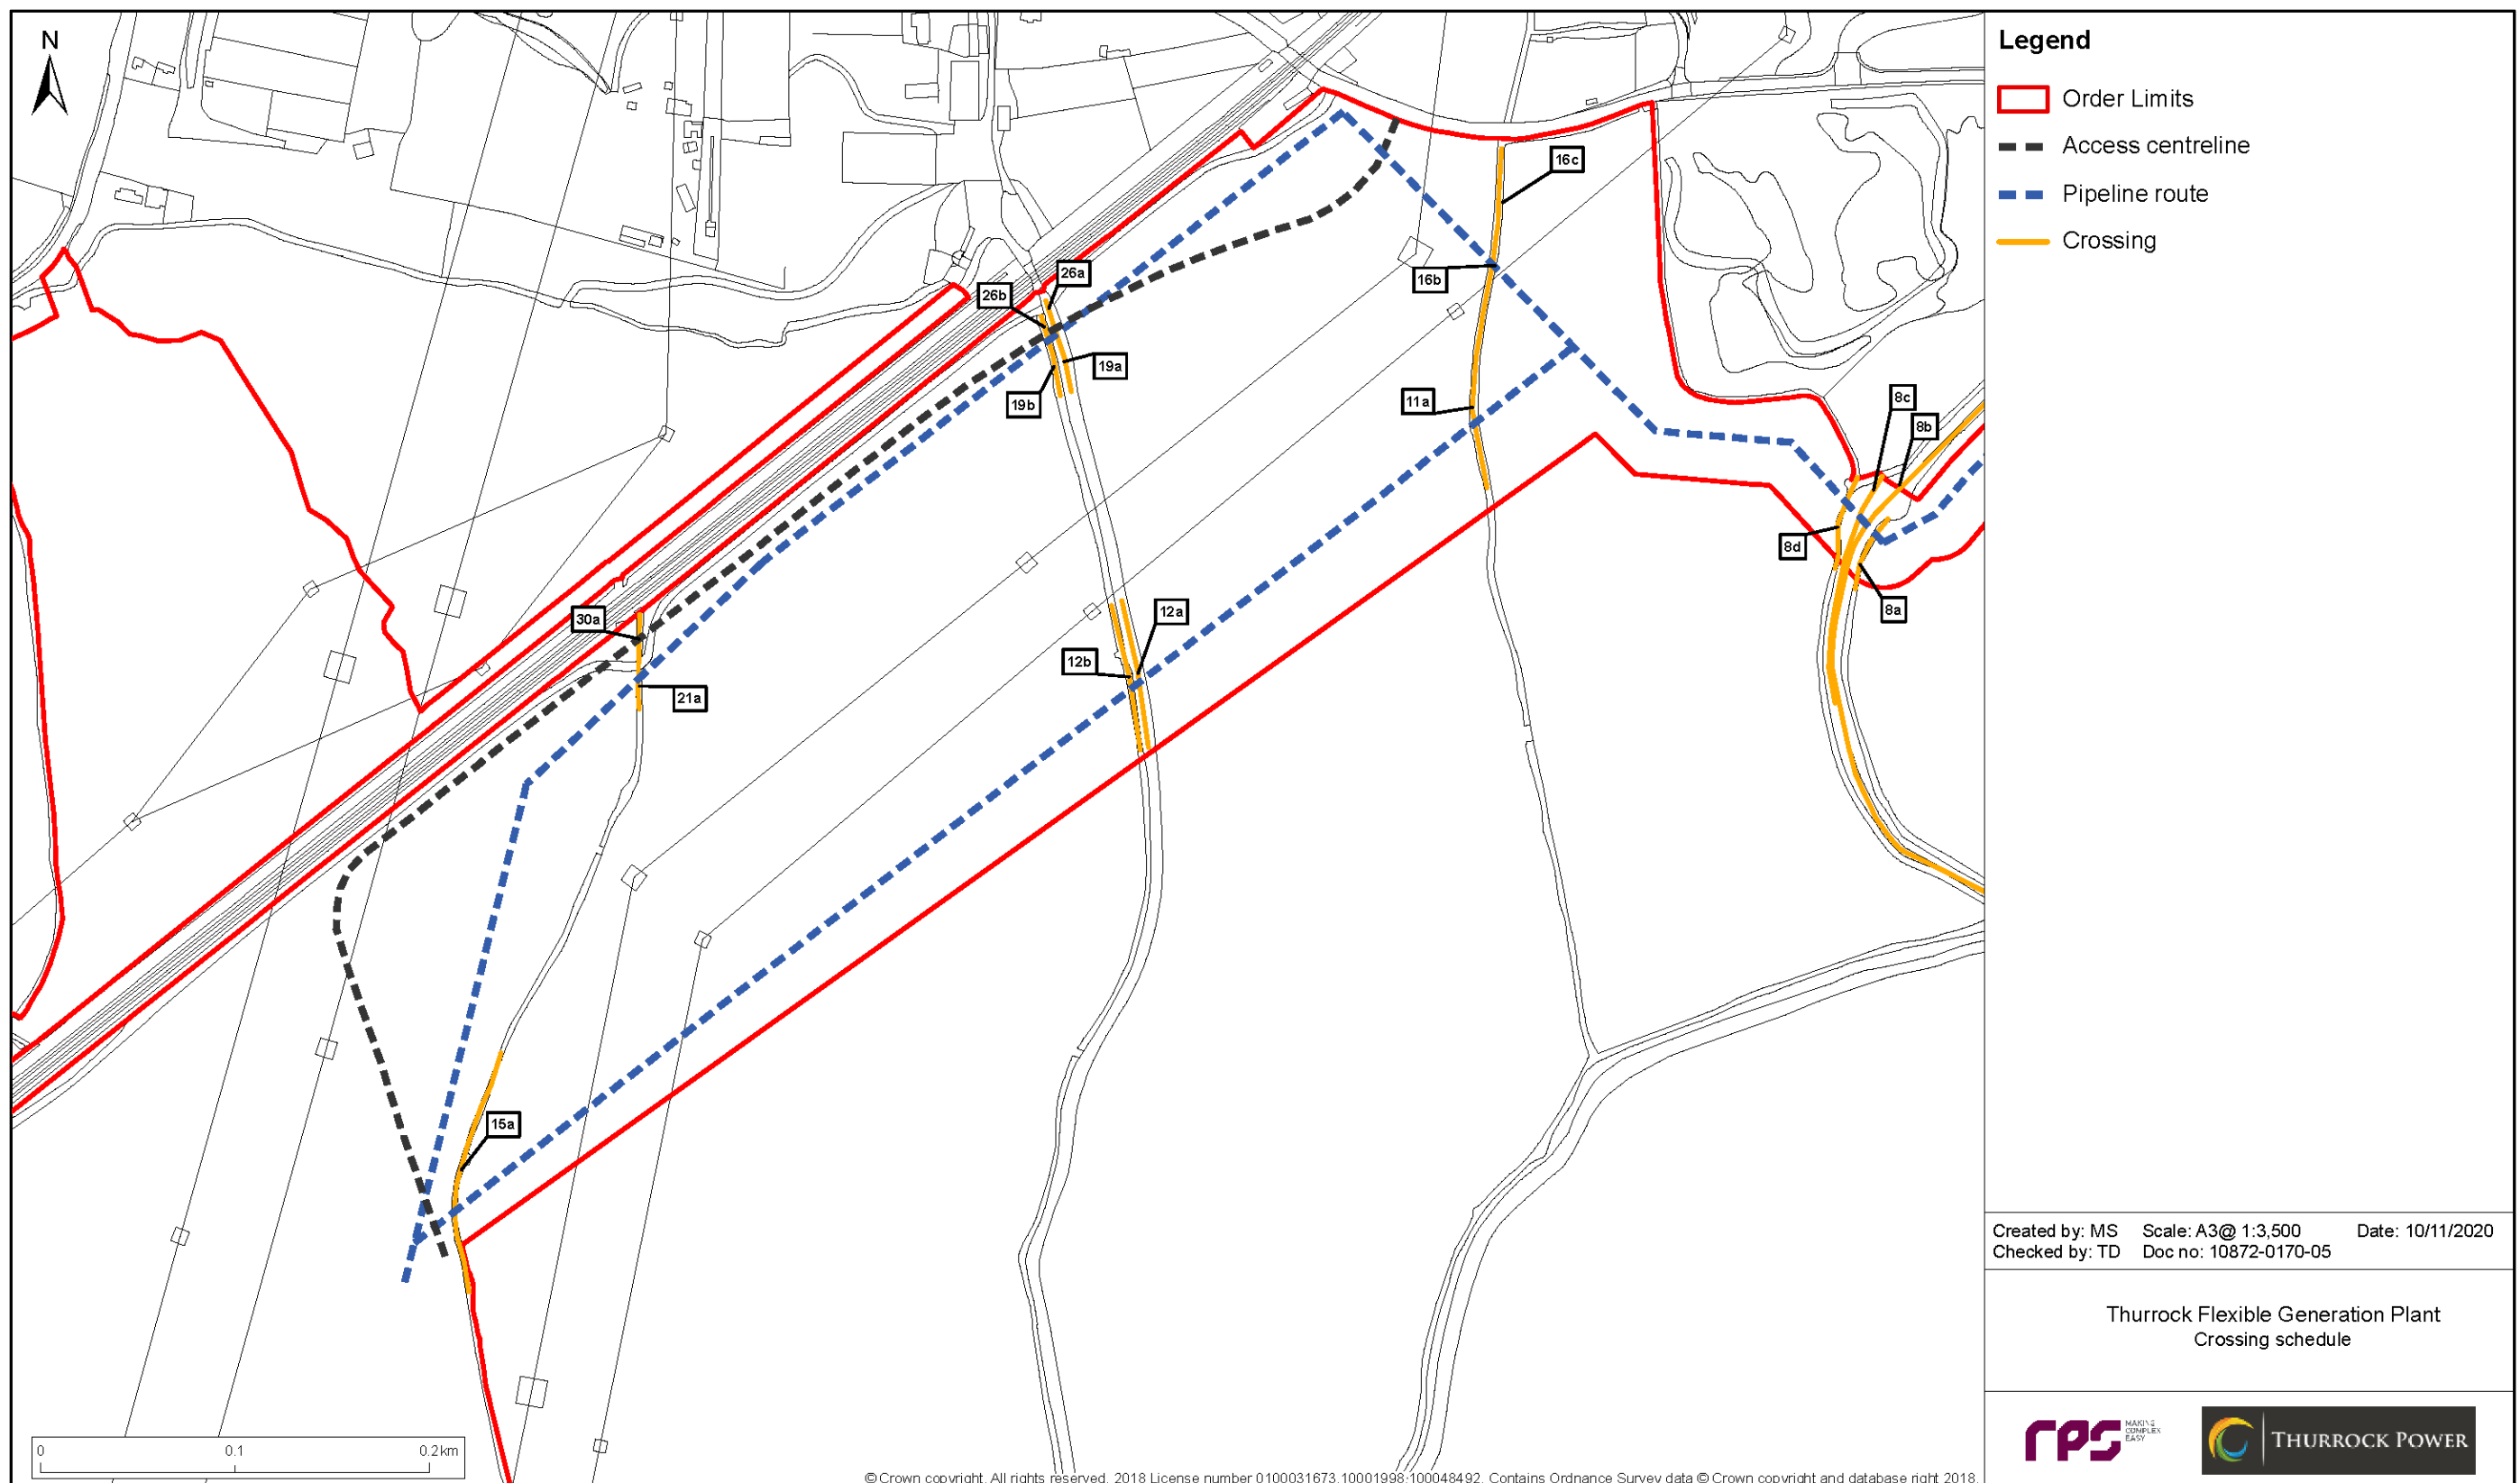 N
16c
26a
16b
26b
19a
19b
11a
8c
8b
8d
8a
30a
12a
12b
21a
15a
0 0.1 0.2km
© Crown copyright. All rights reserved. 2018 License number 0100031673,10001998,100048492. Contains Ordnance Survey data © Crown copyright and database right 2018.
Legend
Order Limits
Access centreline
Pipeline route
Crossing
Created by: MS Scale: A3@ 1:3,500 Date: 10/11/2020
Checked by: TD Doc no: 10872-0170-05
Thurrock Flexible Generation Plant
Crossing schedule
rps
MAKING
COMPLEX
EASY
THURROCK POWER